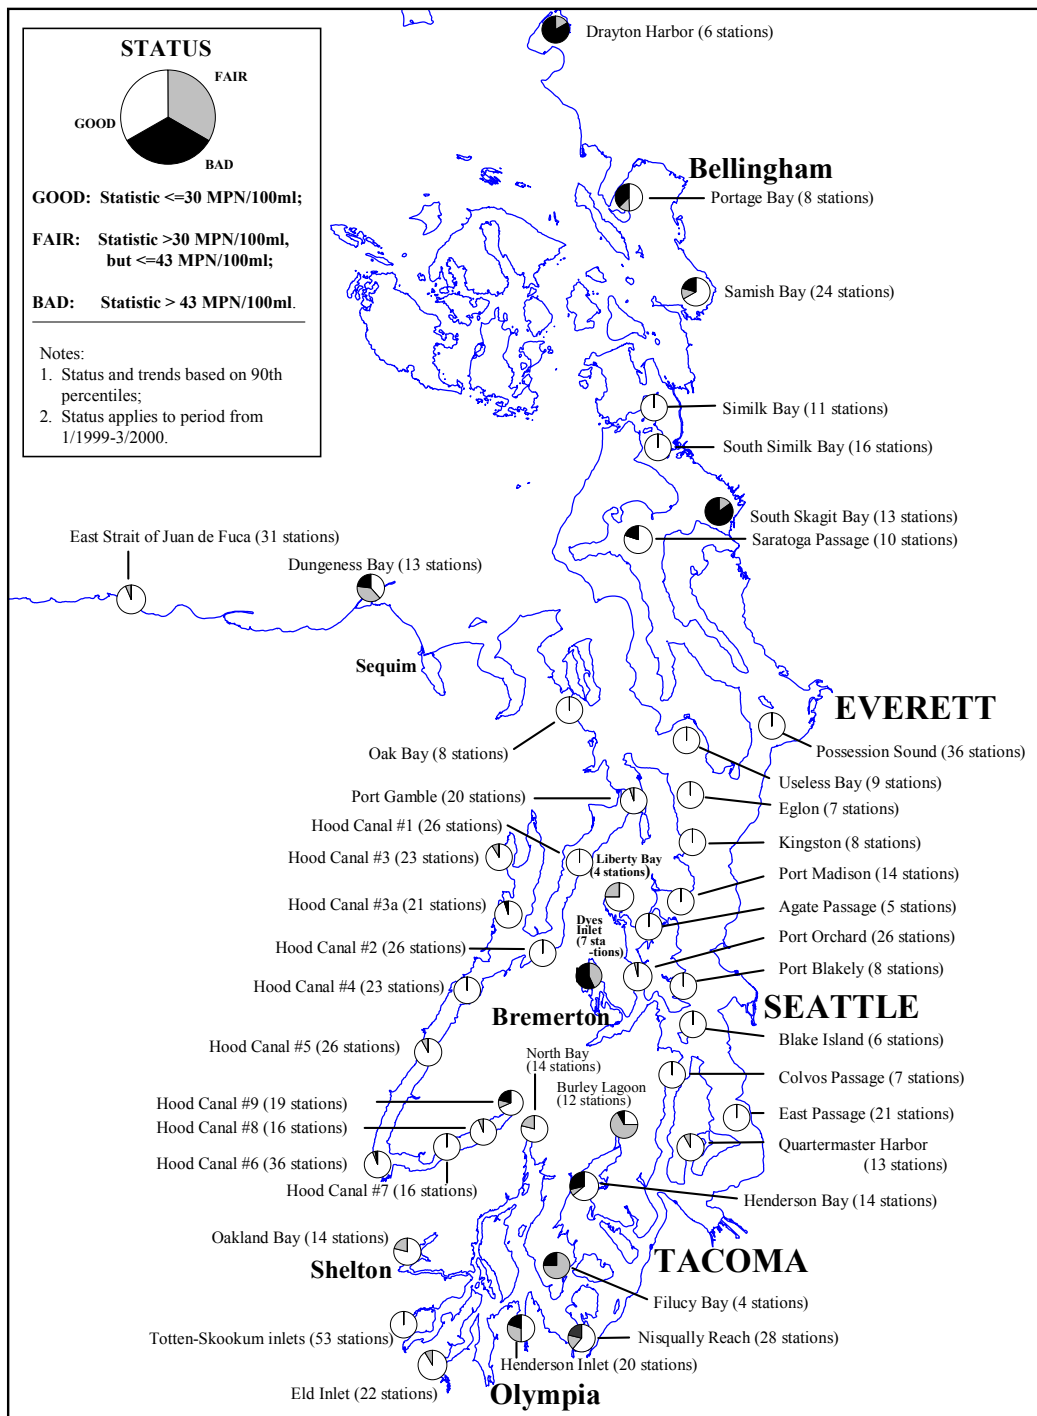 STATUS
FAIR
GOOD
BAD
GOOD: Statistic <=30 MPN/100ml;
FAIR: Statistic >30 MPN/100ml,
but <=43 MPN/100ml;
BAD: Statistic > 43 MPN/100ml.
Notes:
1. Status and trends based on 90th
percentiles;
2. Status applies to period from
1/1999-3/2000.
Drayton Harbor (6 stations)
Bellingham
Portage Bay (8 stations)
Samish Bay (24 stations)
Similk Bay (11 stations)
South Similk Bay (16 stations)
South Skagit Bay (13 stations)
Saratoga Passage (10 stations)
East Strait of Juan de Fuca (31 stations)
Dungeness Bay (13 stations)
Sequim
EVERETT
Oak Bay (8 stations)
Possession Sound (36 stations)
Useless Bay (9 stations)
Port Gamble (20 stations)
Eglon (7 stations)
Hood Canal #1 (26 stations)
Kingston (8 stations)
Hood Canal #3 (23 stations)
Liberty Bay
(4 stations)
Port Madison (14 stations)
Hood Canal #3a (21 stations)
Agate Passage (5 stations)
Dyes
Inlet
(7 sta
-tions)
Port Orchard (26 stations)
Hood Canal #2 (26 stations)
Port Blakely (8 stations)
Hood Canal #4 (23 stations)
SEATTLE
Bremerton
Blake Island (6 stations)
Hood Canal #5 (26 stations)
North Bay
(14 stations)
Colvos Passage (7 stations)
Burley Lagoon
(12 stations)
Hood Canal #9 (19 stations)
East Passage (21 stations)
Hood Canal #8 (16 stations)
Quartermaster Harbor
(13 stations)
Hood Canal #6 (36 stations)
Hood Canal #7 (16 stations)
Henderson Bay (14 stations)
Oakland Bay (14 stations)
Shelton
TACOMA
Filucy Bay (4 stations)
Totten-Skookum inlets (53 stations)
Nisqually Reach (28 stations)
Henderson Inlet (20 stations)
Eld Inlet (22 stations)
Olympia